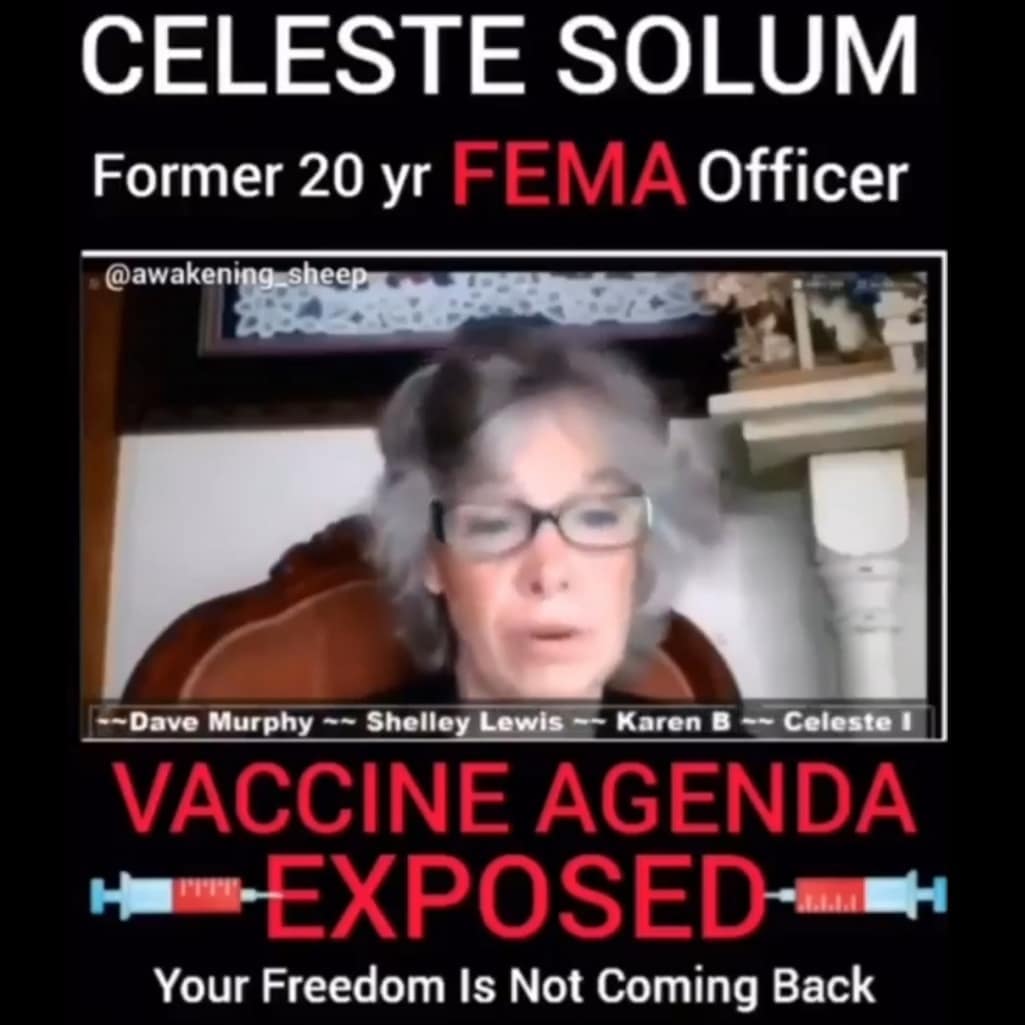 CELESTE SOLUM
Former 20 yr FEMA Officer
@awakening_sheep
~~Dave Murphy ~~ Shelley Lewis ~~ Karen B ~~ Celeste I
VACCINE AGENDA
EXPOSED
Your Freedom Is Not Coming Back